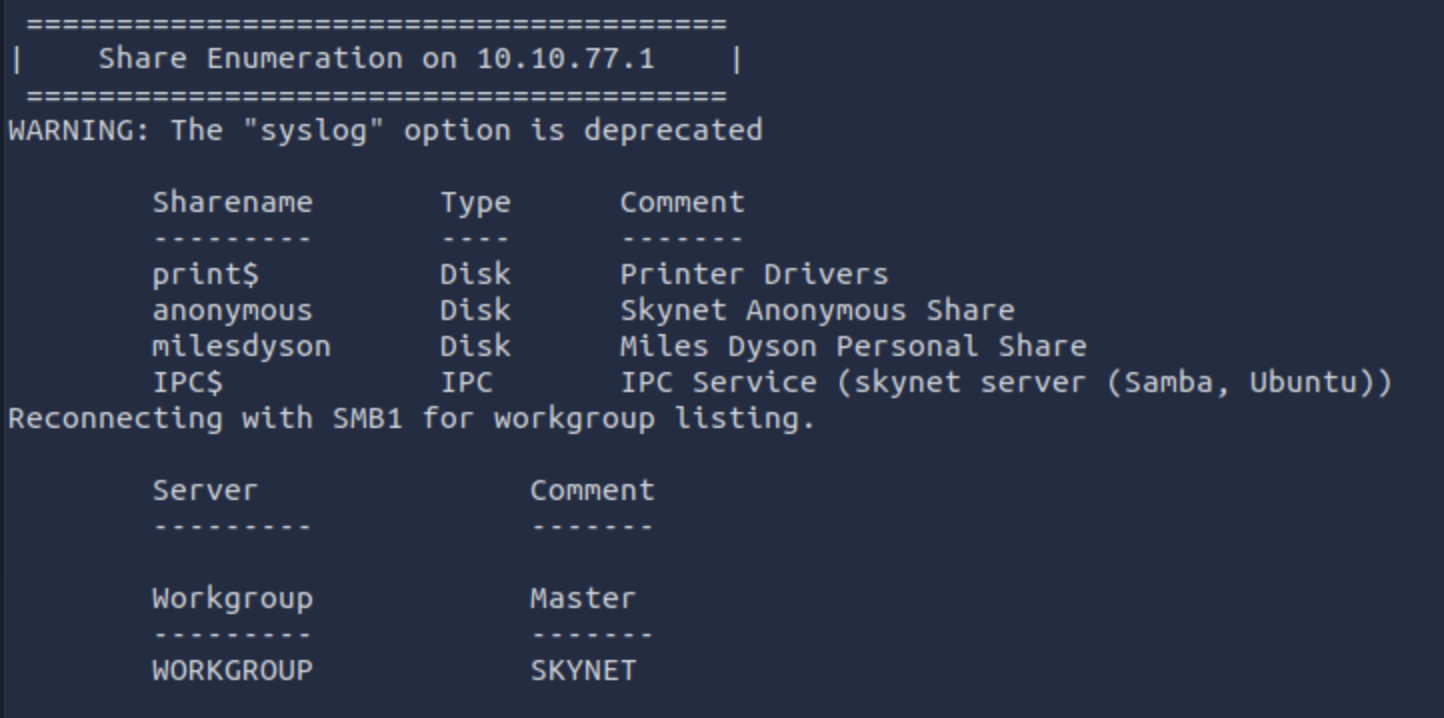 =======================================
|    Share Enumeration on 10.10.77.1    |
=======================================
WARNING: The "syslog" option is deprecated
Sharename       Type      Comment
---------       ----      -------
print$          Disk      Printer Drivers
anonymous       Disk      Skynet Anonymous Share
milesdyson      Disk      Miles Dyson Personal Share
IPC$            IPC       IPC Service (skynet server (Samba, Ubuntu))
Reconnecting with SMB1 for workgroup listing.
Server               Comment
---------            -------
Workgroup            Master
---------            -------
WORKGROUP            SKYNET